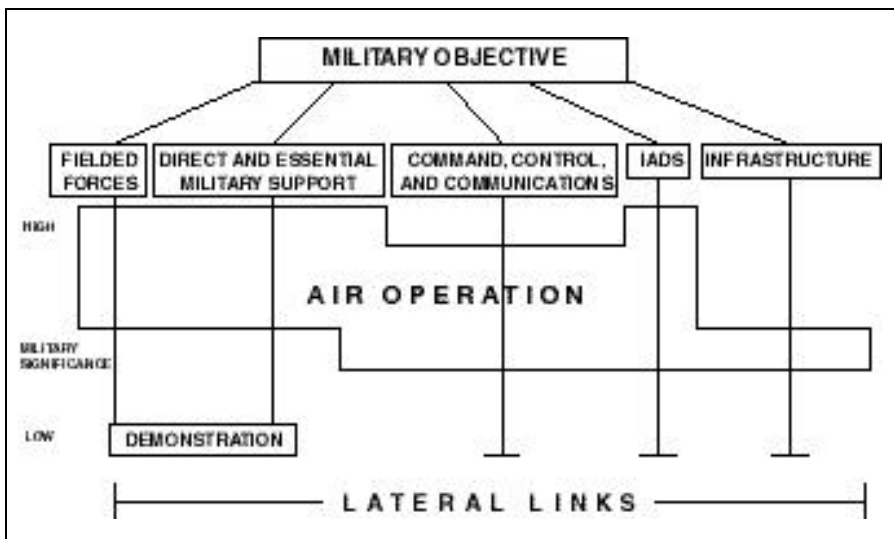 MILITARY OBJECTIVE
FIELDED
FORCES
DIRECT AND ESSENTIAL
MILITARY SUPPORT
COMMAND, CONTROL,
AND COMMUNICATIONS
IADS
INFRASTRUCTURE
HIGH
AIR OPERATION
MILITARY
SIGNIFICANCE
LOW
DEMONSTRATION
LATERAL LINKS